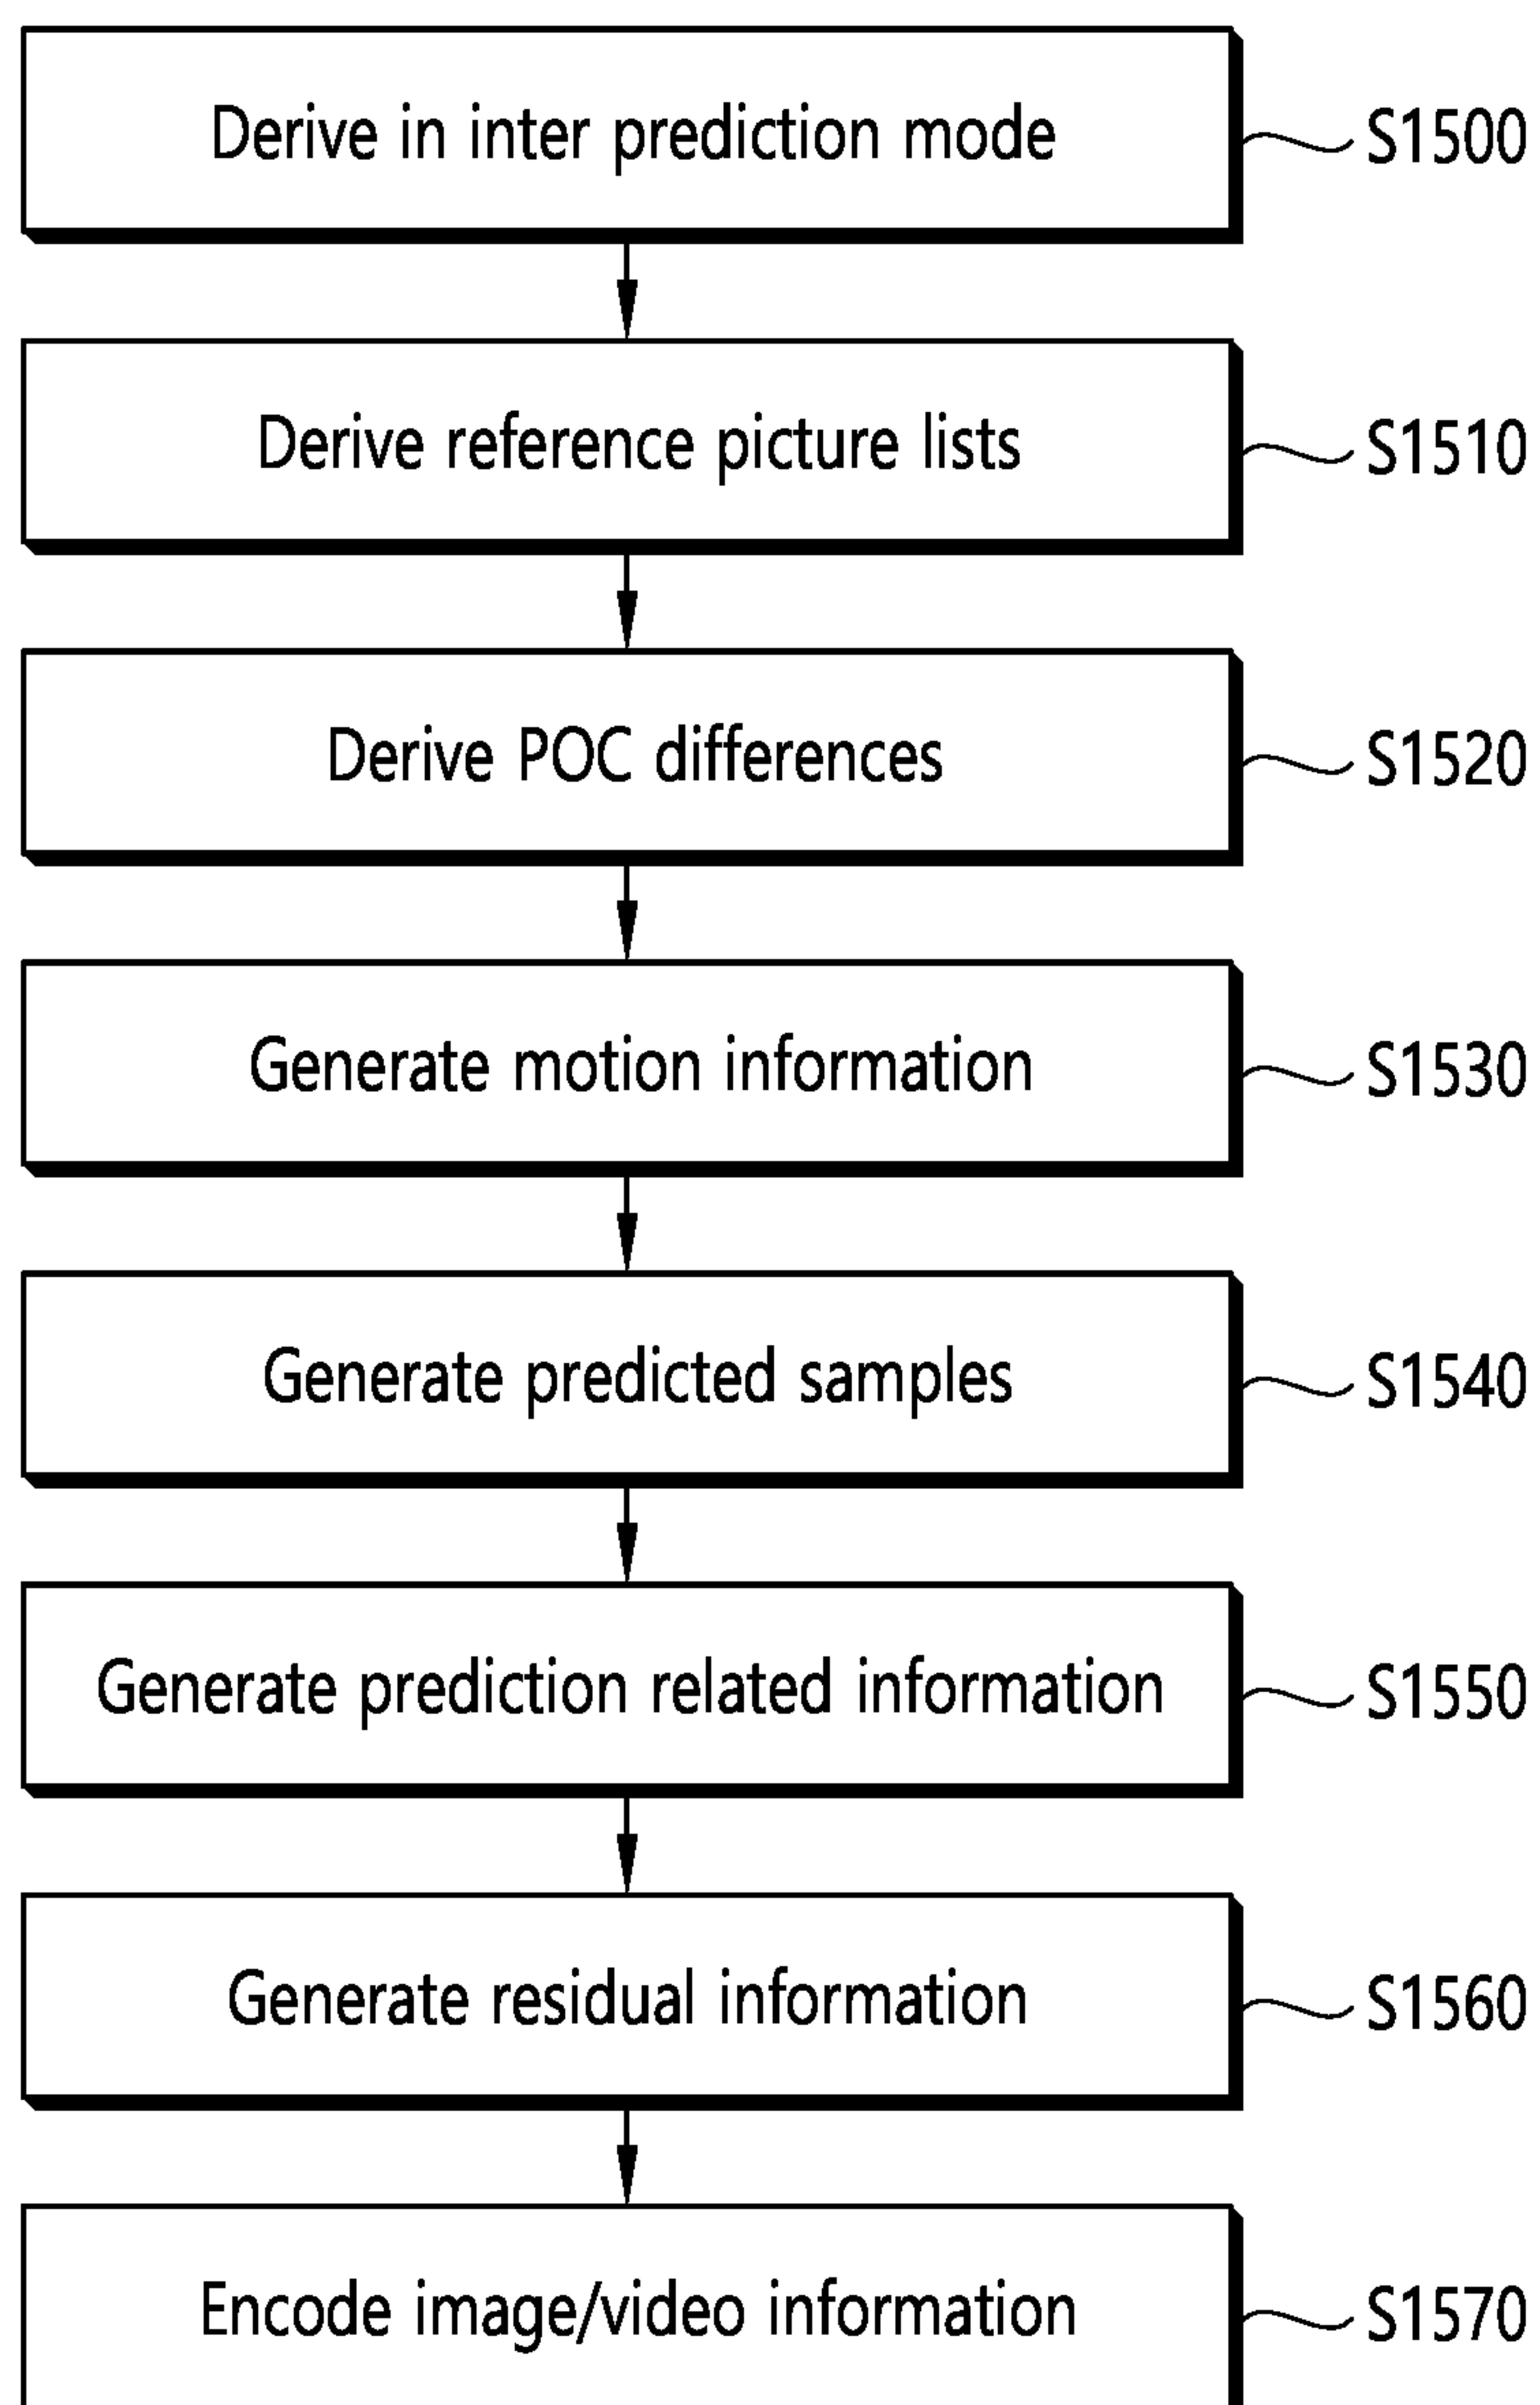 Derive in inter prediction mode
S1500
Derive reference picture lists
S1510
Derive POC differences
S1520
Generate motion information
S1530
Generate predicted samples
S1540
Generate prediction related information
S1550
Generate residual information
S1560
Encode image/video information
S1570